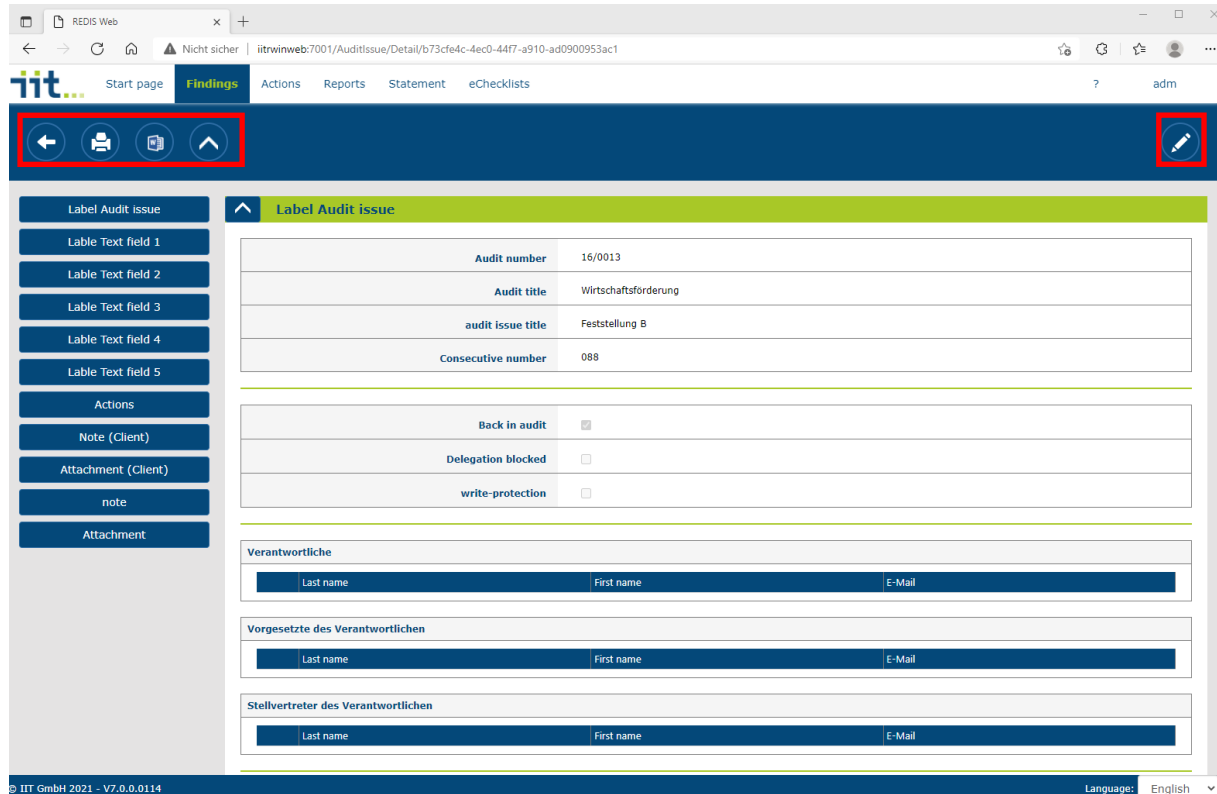 REDIS Web
Nicht sicher | iitrwinweb:7001/AuditIssue/Detail/b73cfe4c-4ec0-44f7-a910-ad0900953ac1
iit... Start page Findings Actions Reports Statement eChecklists ? adm
Label Audit issue
Lable Text field 1
Lable Text field 2
Lable Text field 3
Lable Text field 4
Lable Text field 5
Actions
Note (Client)
Attachment (Client)
note
Attachment
Label Audit issue
Audit number 16/0013
Audit title Wirtschaftsförderung
audit issue title Feststellung B
Consecutive number 088
Back in audit
Delegation blocked
write-protection
Verantwortliche
Last name First name E-Mail
Vorgesetzte des Verantwortlichen
Last name First name E-Mail
Stellvertreter des Verantwortlichen
Last name First name E-Mail
© IIT GmbH 2021 - V7.0.0.0114 Language: English